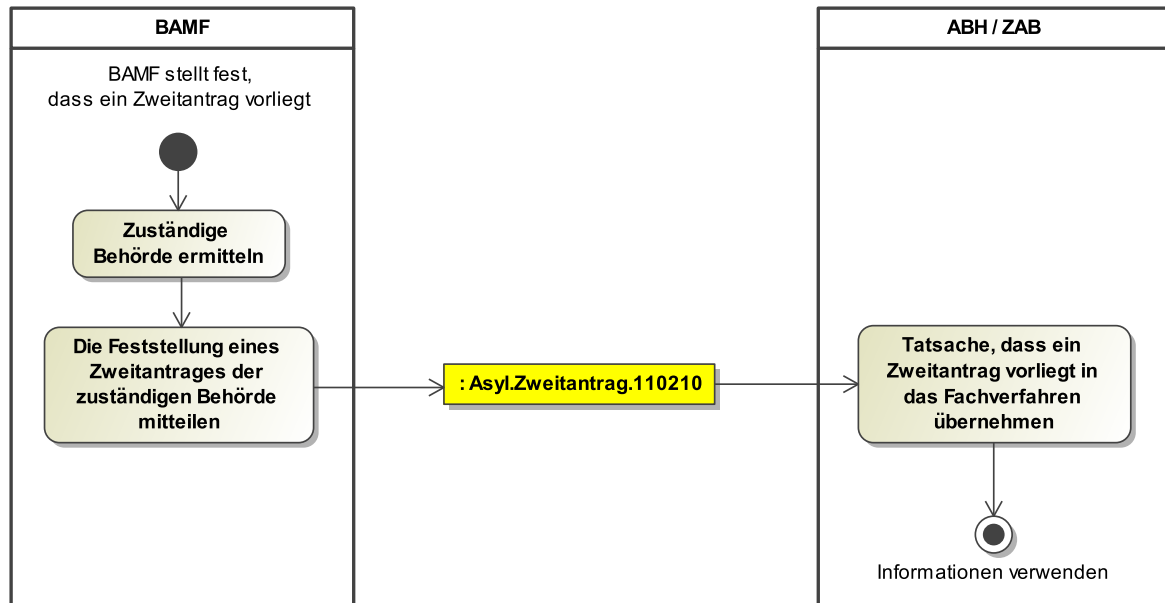 BAMF
BAMF stellt fest,
dass ein Zweitantrag vorliegt
Zuständige
Behörde ermitteln
Die Feststellung eines
Zweitantrages der
zuständigen Behörde
mitteilen
: Asyl.Zweitantrag.110210
ABH / ZAB
Tatsache, dass ein
Zweitantrag vorliegt in
das Fachverfahren
übernehmen
Informationen verwenden